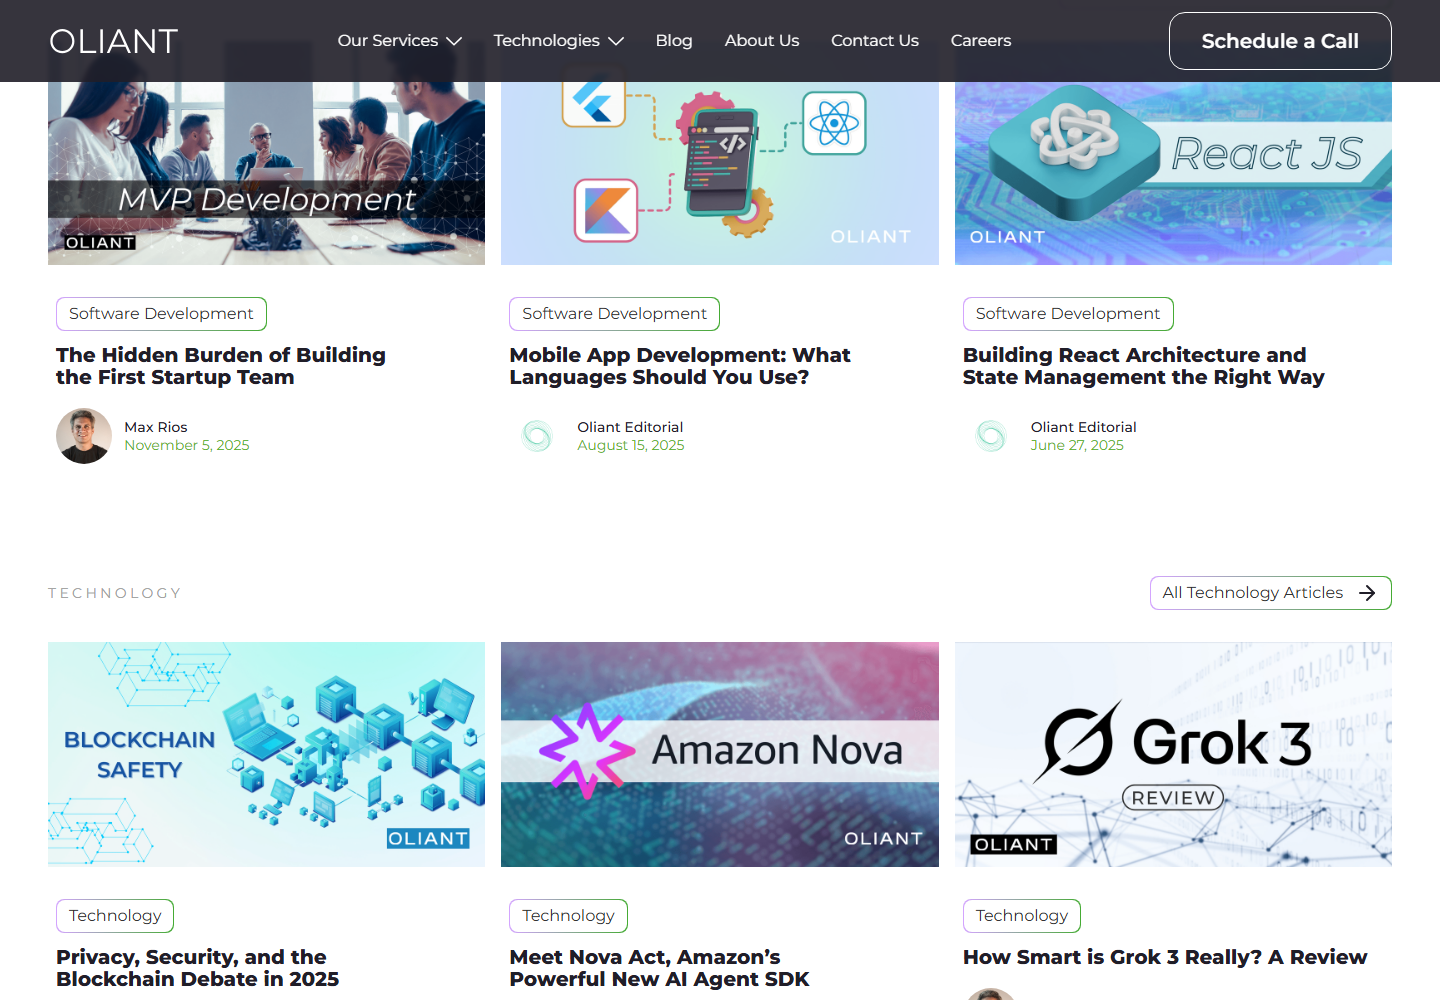 OLIANT
Our Services
Technologies
Blog
About Us
Contact Us
Careers
Schedule a Call
MVP Development
OLIANT
OLIANT
React JS
OLIANT
Software Development
The Hidden Burden of Building
the First Startup Team
Max Rios
November 5, 2025
Software Development
Mobile App Development: What
Languages Should You Use?
Oliant Editorial
August 15, 2025
Software Development
Building React Architecture and
State Management the Right Way
Oliant Editorial
June 27, 2025
TECHNOLOGY
All Technology Articles
BLOCKCHAIN
SAFETY
OLIANT
Amazon Nova
OLIANT
Grok 3
REVIEW
OLIANT
Technology
Privacy, Security, and the
Blockchain Debate in 2025
Technology
Meet Nova Act, Amazon’s
Powerful New AI Agent SDK
Technology
How Smart is Grok 3 Really? A Review